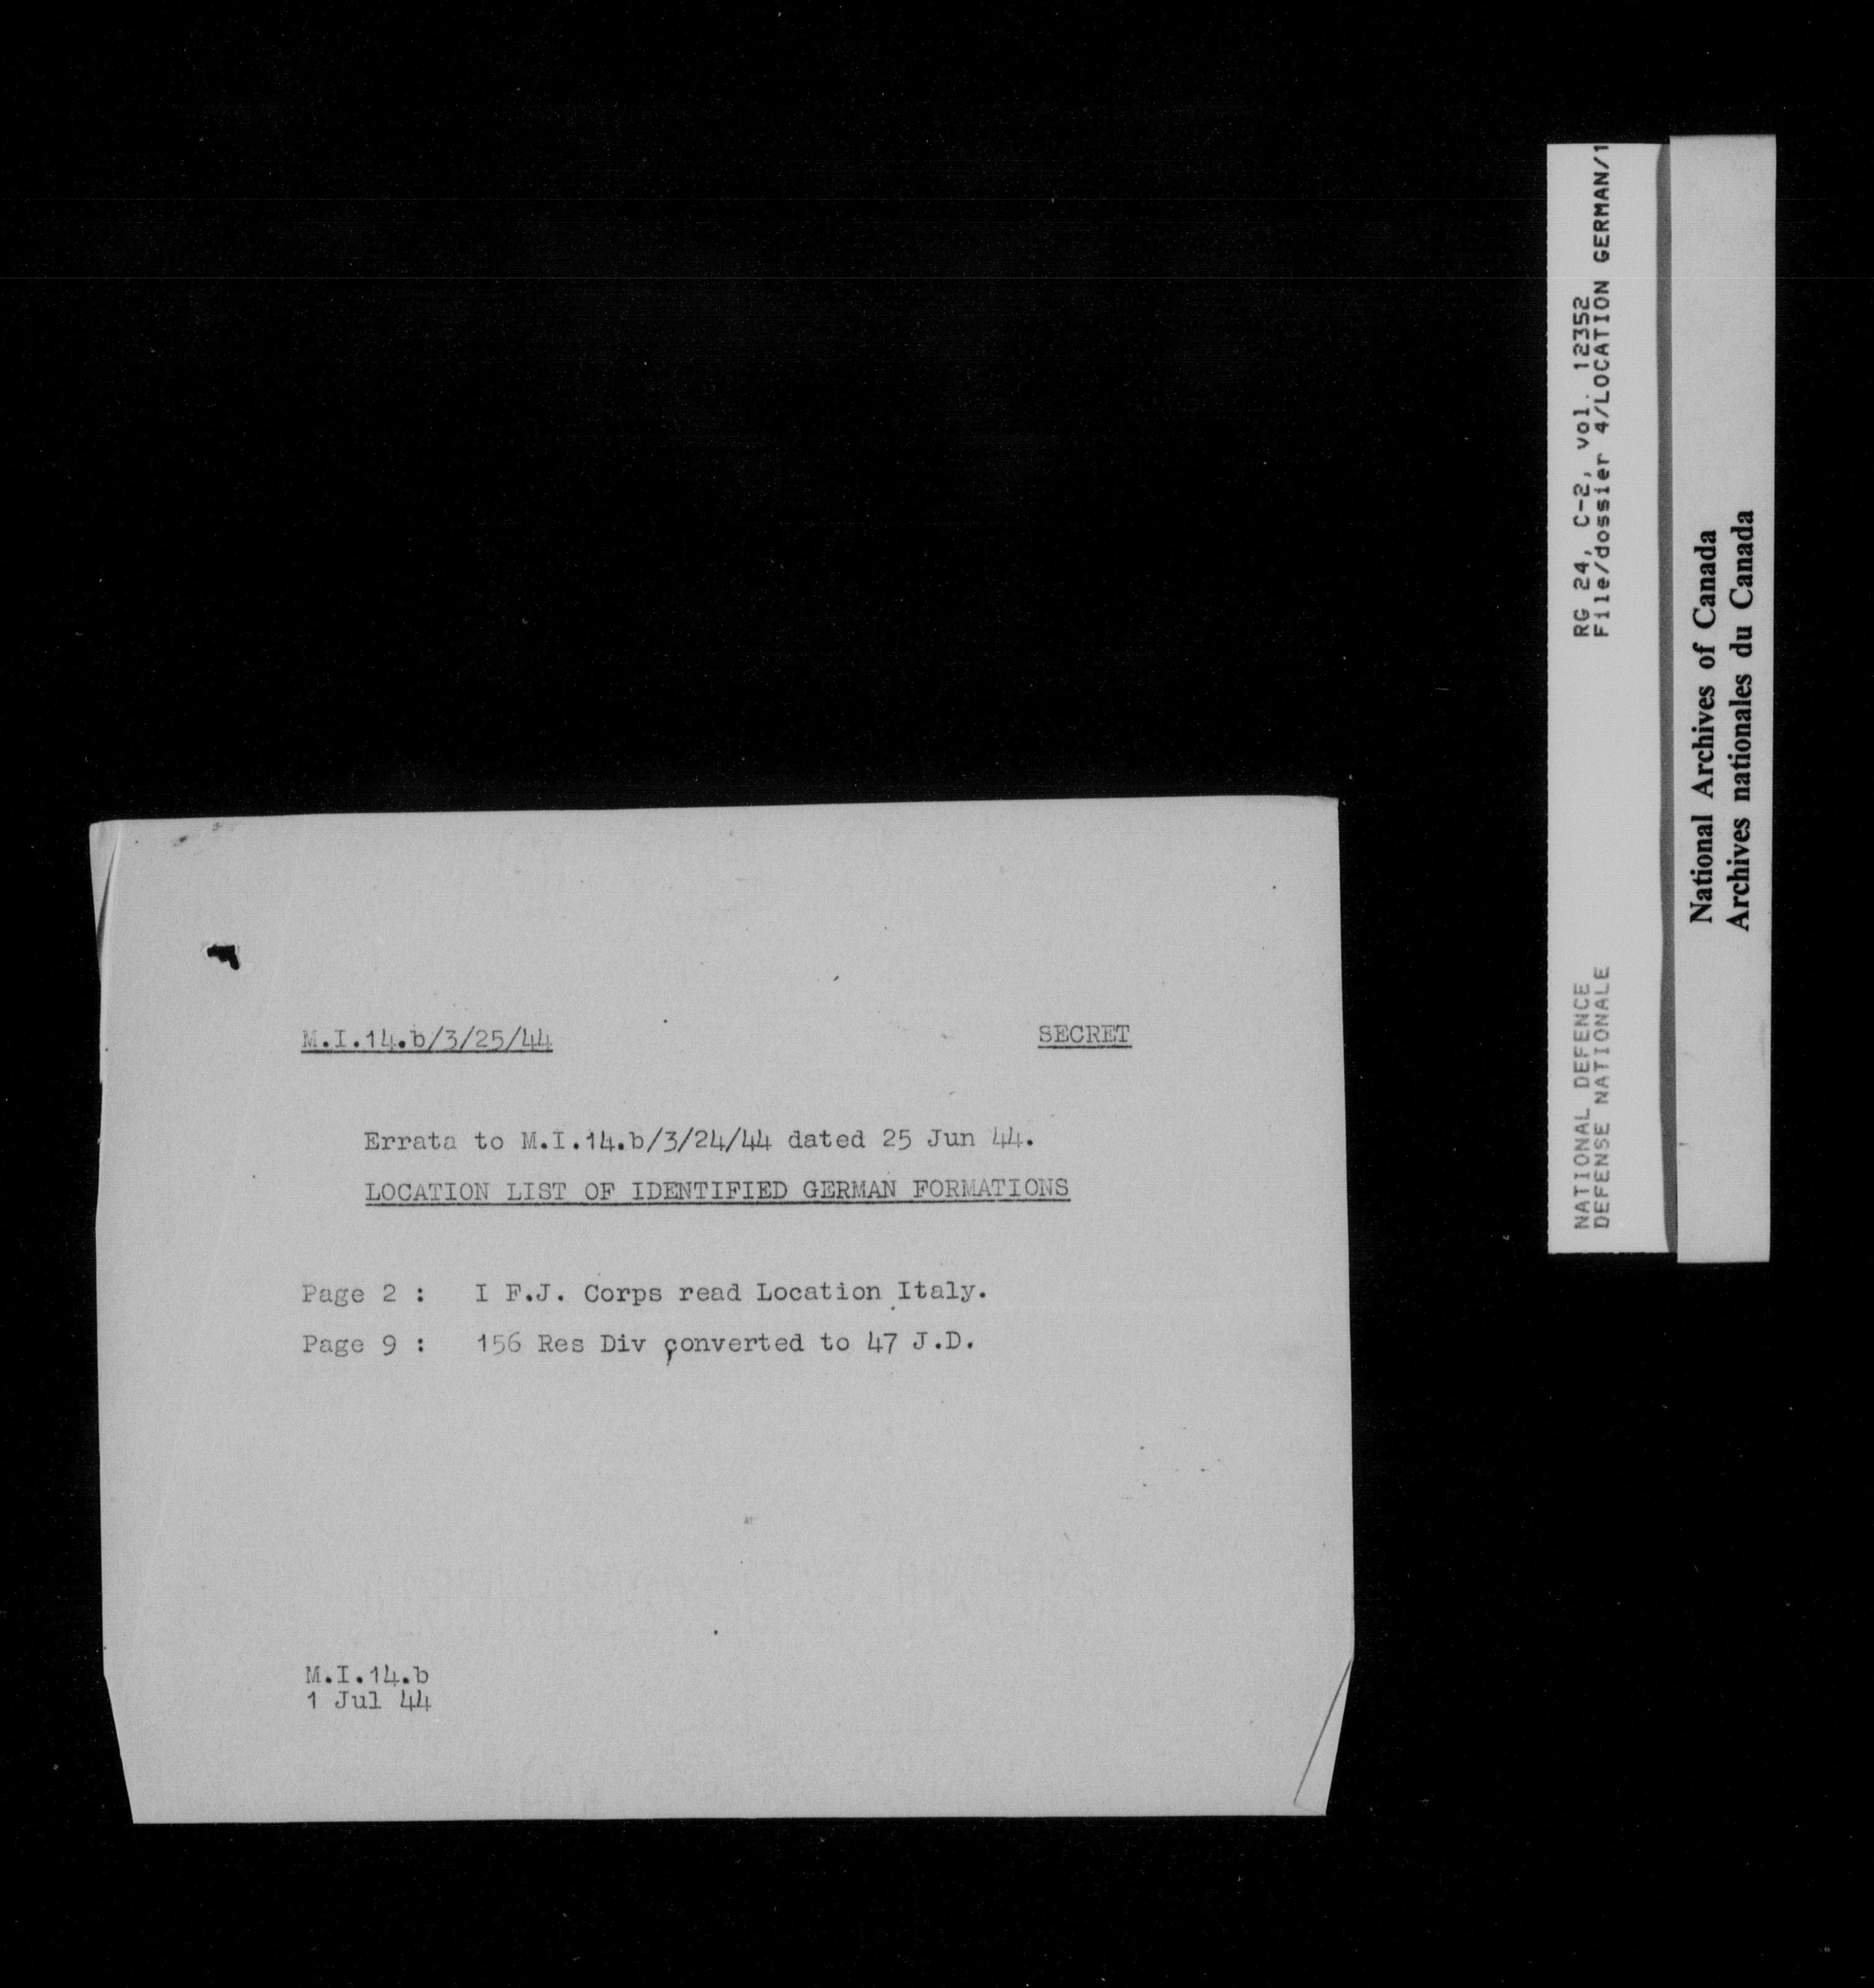 M.I.14.b/3/25/44 SECRET
Errata to M.I.14.b/3/24/44 dated 25 Jun 44.
LOCATION LIST OF IDENTIFIED GERMAN FORMATIONS
Page 2 : I F.J. Corps read Location Italy.
Page 9 : 156 Res Div converted to 47 J.D.
M.I.14.b
1 Jul 44
NATIONAL DEFENCE RG 24, C-2, vol. 12352
DEFENSE NATIONALE File/dossier 4/LOCATION GERMAN/1
National Archives of Canada
Archives nationales du Canada